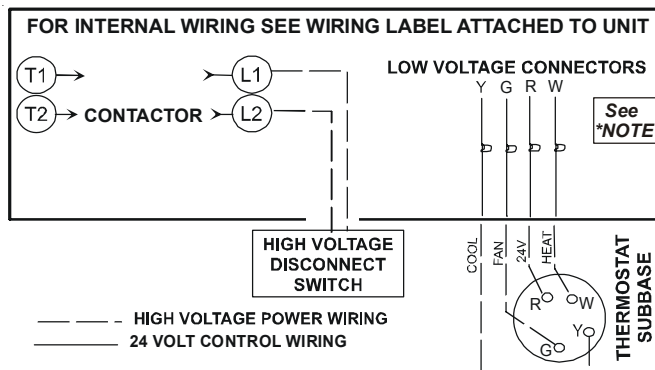 FOR INTERNAL WIRING SEE WIRING LABEL ATTACHED TO UNIT
T1
L1
LOW VOLTAGE CONNECTORS
Y G R W
T2
CONTACTOR
L2
See
*NOTE
COOL
FAN
24V
HEAT
HIGH VOLTAGE
DISCONNECT
SWITCH
THERMOSTAT
SUBBASE
R
W
Y
G
HIGH VOLTAGE POWER WIRING
24 VOLT CONTROL WIRING